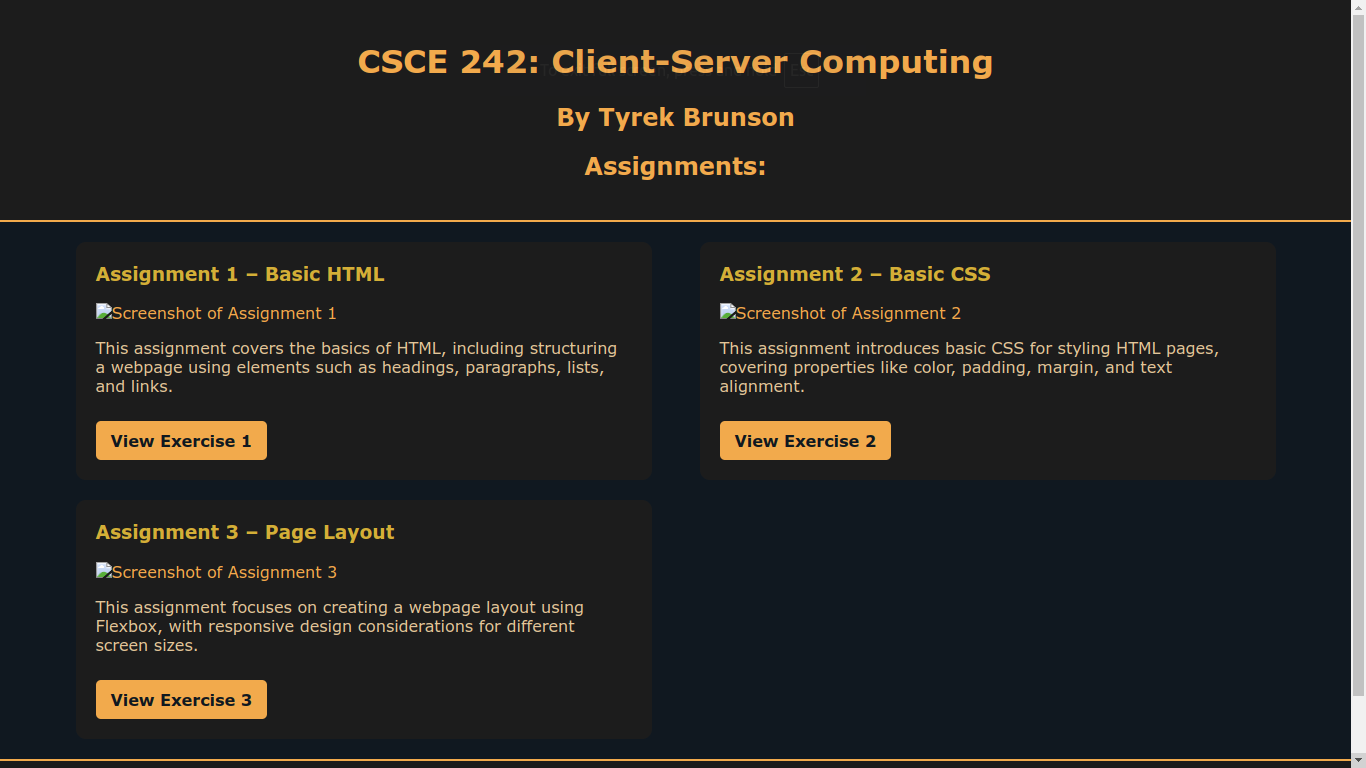 CSCE 242: Client-Server Computing
By Tyrek Brunson
Assignments:
Assignment 1 – Basic HTML
Screenshot of Assignment 1
This assignment covers the basics of HTML, including structuring
a webpage using elements such as headings, paragraphs, lists,
and links.
View Exercise 1
Assignment 2 – Basic CSS
Screenshot of Assignment 2
This assignment introduces basic CSS for styling HTML pages,
covering properties like color, padding, margin, and text
alignment.
View Exercise 2
Assignment 3 – Page Layout
Screenshot of Assignment 3
This assignment focuses on creating a webpage layout using
Flexbox, with responsive design considerations for different
screen sizes.
View Exercise 3